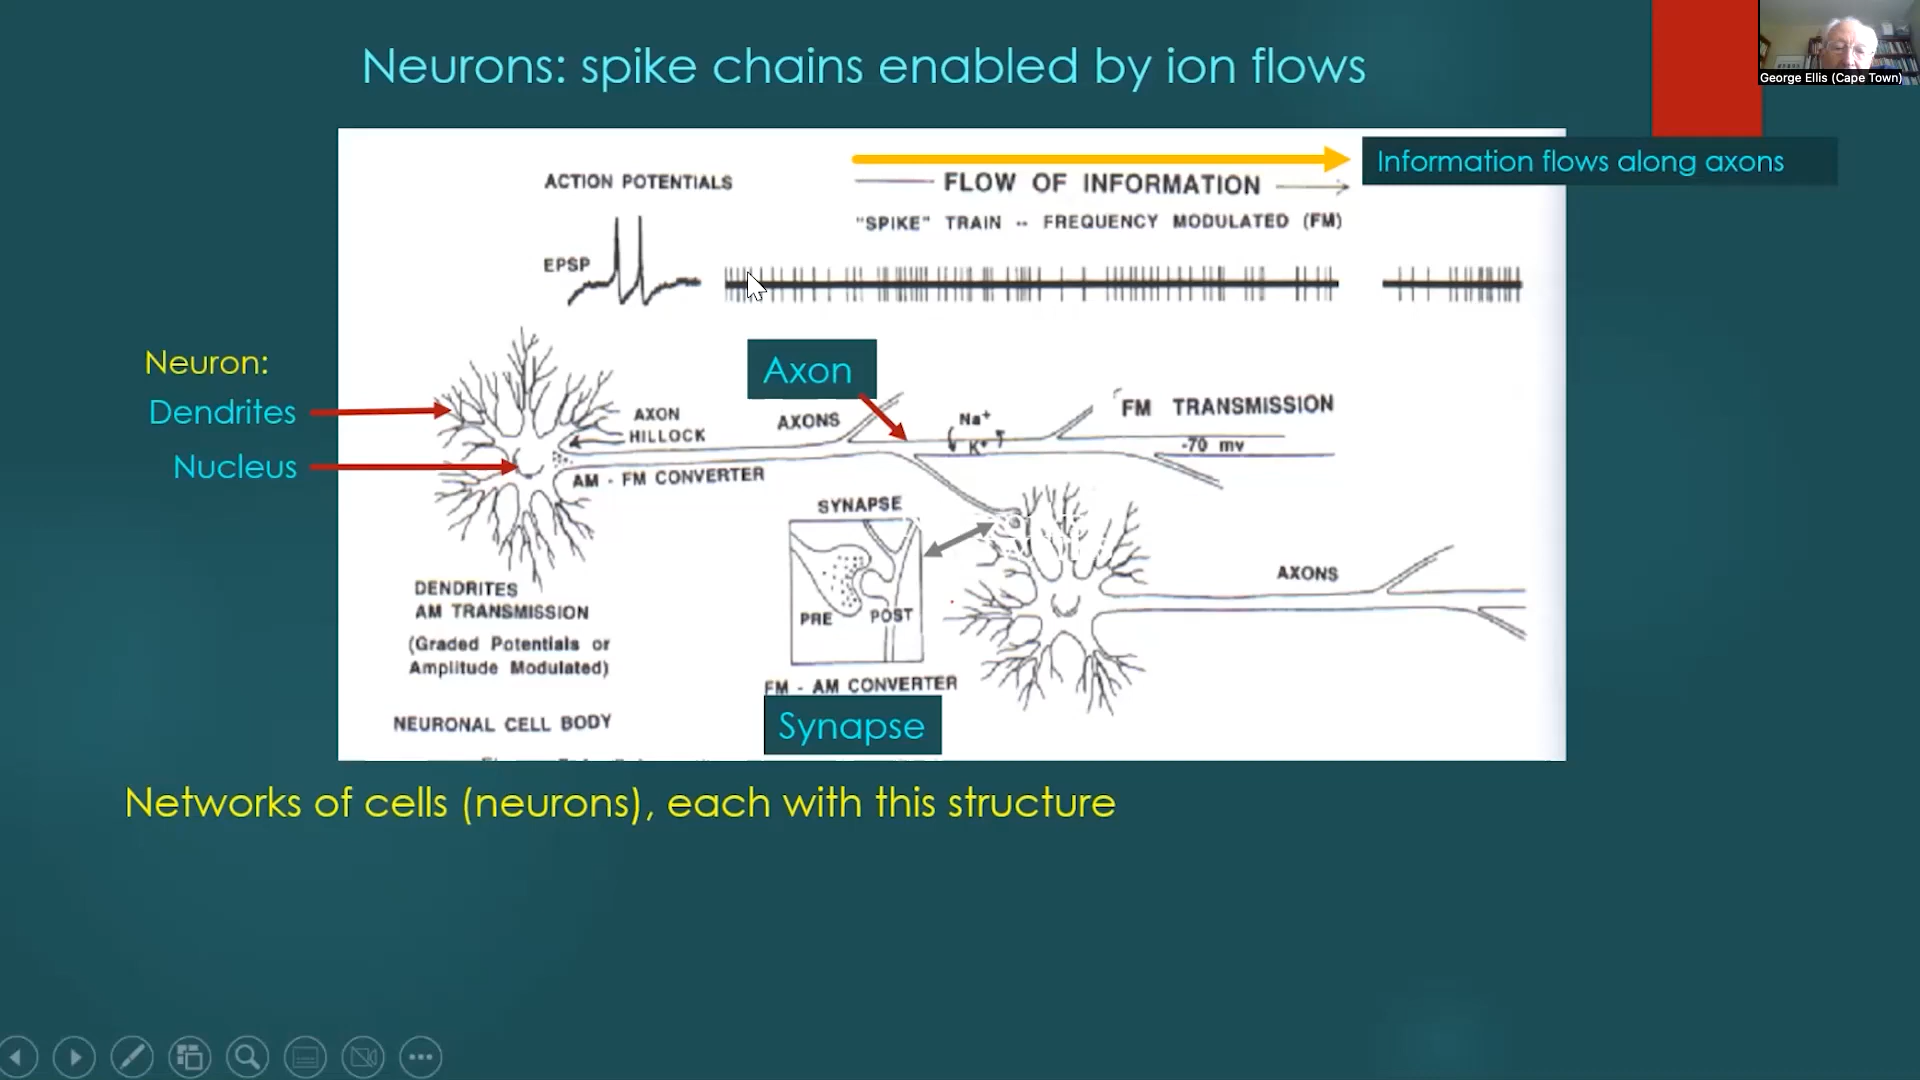 Neurons: spike chains enabled by ion flows
George Ellis (Cape Town)
Information flows along axons
ACTION POTENTIALS
FLOW OF INFORMATION
"SPIKE" TRAIN -- FREQUENCY MODULATED (FM)
EPSP
Neuron:
Dendrites
Nucleus
Axon
AXON
HILLOCK
AXONS
Na+
K+
FM TRANSMISSION
-70 mv
AM - FM CONVERTER
SYNAPSE
PRE
POST
FM - AM CONVERTER
Synapse
AXONS
DENDRITES
AM TRANSMISSION
(Graded Potentials or
Amplitude Modulated)
NEURONAL CELL BODY
Networks of cells (neurons), each with this structure